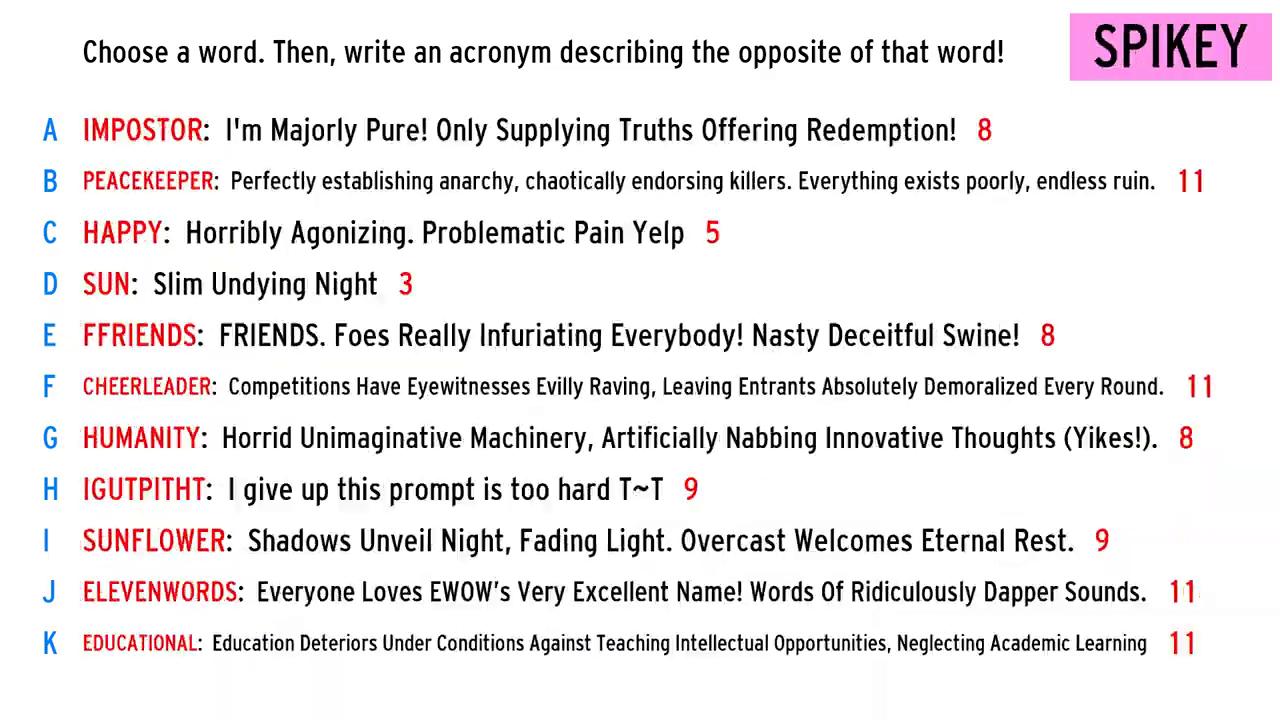 Choose a word. Then, write an acronym describing the opposite of that word!
SPIKEY
A IMPOSTOR: I'm Majorly Pure! Only Supplying Truths Offering Redemption! 8
B PEACEKEEPER: Perfectly establishing anarchy, chaotically endorsing killers. Everything exists poorly, endless ruin. 11
C HAPPY: Horribly Agonizing. Problematic Pain Yelp 5
D SUN: Slim Undying Night 3
E FFRIENDS: FRIENDS. Foes Really Infuriating Everybody! Nasty Deceitful Swine! 8
F CHEERLEADER: Competitions Have Eyewitnesses Evilly Raving, Leaving Entrants Absolutely Demoralized Every Round. 11
G HUMANITY: Horrid Unimaginative Machinery, Artificially Nabbing Innovative Thoughts (Yikes!). 8
H IGUTPITHT: I give up this prompt is too hard T~T 9
I SUNFLOWER: Shadows Unveil Night, Fading Light. Overcast Welcomes Eternal Rest. 9
J ELEVENWORDS: Everyone Loves EWOW's Very Excellent Name! Words Of Ridiculously Dapper Sounds. 11
K EDUCATIONAL: Education Deteriors Under Conditions Against Teaching Intellectual Opportunities, Neglecting Academic Learning 11